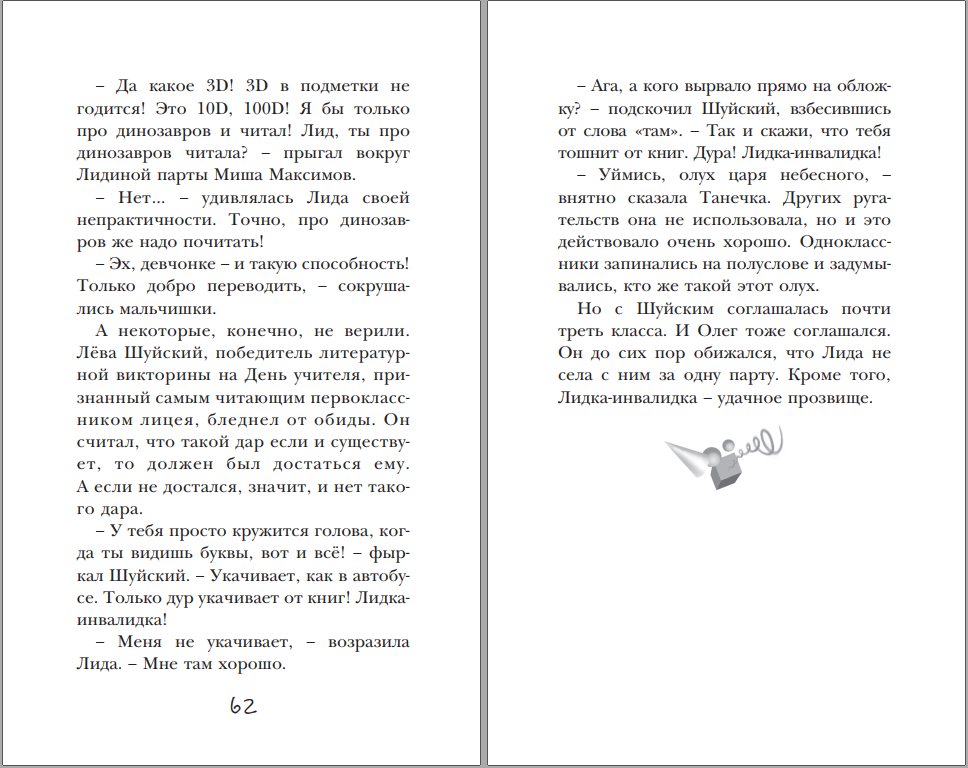 – Да какое 3D! 3D в подметки не
годится! Это 10D, 100D! Я бы только
про динозавров и читал! Лид, ты про
динозавров читала? – прыгал вокруг
Лидиной парты Миша Максимов.
– Нет... – удивлялась Лида своей
непрактичности. Точно, про динозав-
ров же надо почитать!
– Эх, девчонке – и такую способность!
Только добро переводить, – сокруша-
лись мальчишки.
А некоторые, конечно, не верили.
Лёва Шуйский, победитель литератур-
ной викторины на День учителя, при-
знанный самым читающим первокласс-
ником лицея, бледнел от обиды. Он
считал, что такой дар если и существу-
ет, то должен был достаться ему.
А если не достался, значит, и нет тако-
го дара.
– У тебя просто кружится голова, ког-
да ты видишь буквы, вот и всё! – фыр-
кал Шуйский. – Укачивает, как в автобу-
се. Только дур укачивает от книг! Лидка-
инвалидка!
– Меня не укачивает, – возразила
Лида. – Мне там хорошо.
62
– Ага, а кого вырвало прямо на облож-
ку? – подскочил Шуйский, взбесившись
от слова «там». – Так и скажи, что тебя
тошнит от книг. Дура! Лидка-инвалидка!
– Уймись, олух царя небесного, –
внятно сказала Танечка. Других руга-
тельств она не использовала, но и это
действовало очень хорошо. Однокласс-
ники запинались на полуслове и задумы-
вались, кто же такой этот олух.
Но с Шуйским соглашалась почти
треть класса. И Олег тоже соглашался.
Он до сих пор обижался, что Лида не
села с ним за одну парту. Кроме того,
Лидка-инвалидка – удачное прозвище.